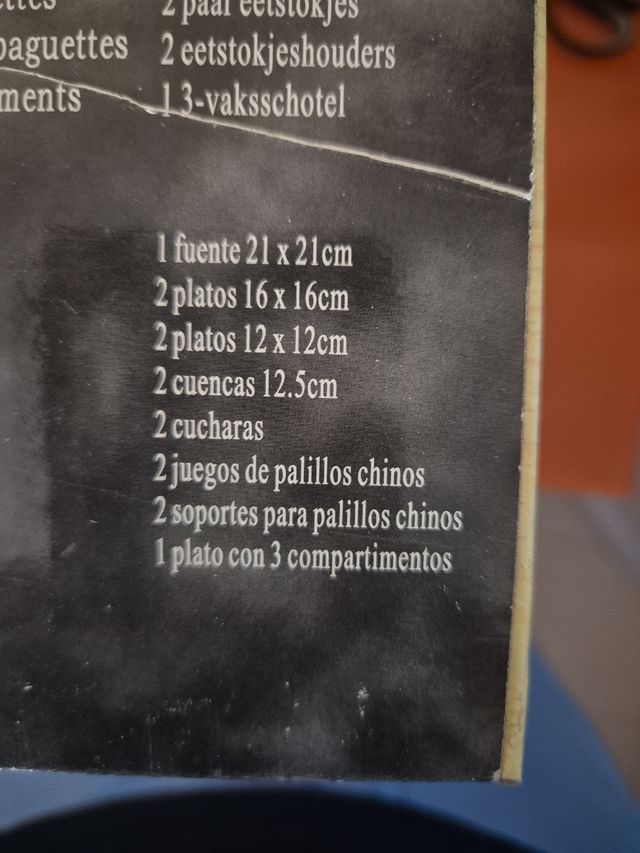 2 paar eetstokjes
baguettes 2 eetstokjeshouders
1 3-vaksschotel
1 fuente 21 x 21cm
2 platos 16 x 16cm
2 platos 12 x 12cm
2 cuencas 12.5cm
2 cucharas
2 juegos de palillos chinos
2 soportes para palillos chinos
1 plato con 3 compartimentos